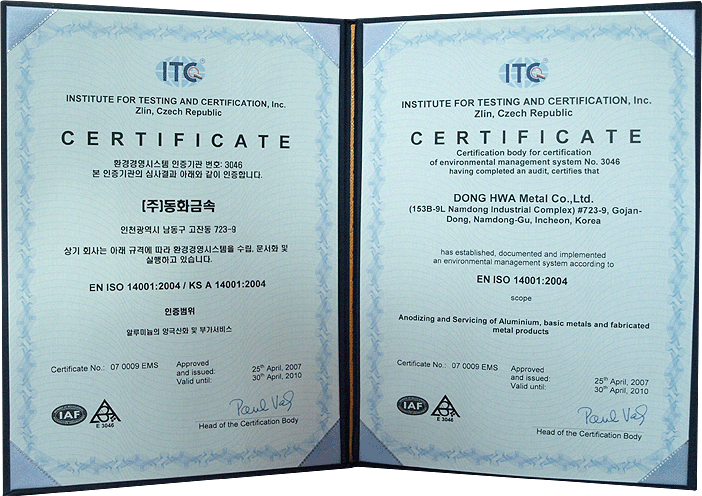 ITC
INSTITUTE FOR TESTING AND CERTIFICATION, Inc.
Zlin, Czech Republic
CERTIFICATE
환경경영시스템 인증기관 번호: 3046
본 인증기관의 심사결과 아래와 같이 인증합니다.
(주)동화금속
인천광역시 남동구 고잔동 723-9
상기 회사는 아래 규격에 따라 환경경영시스템을 수립, 문서화 및
실행하고 있습니다.
EN ISO 14001:2004 / KS A 14001:2004
인증범위
알루미늄의 양극산화 및 부가서비스
Certificate No.: 07 0009 EMS
Approved
and issued: 25th April, 2007
Valid until: 30th April, 2010
IAF
E 3046
Head of the Certification Body
ITC
INSTITUTE FOR TESTING AND CERTIFICATION, Inc.
Zlin, Czech Republic
CERTIFICATE
Certification body for certification
of environmental management system No. 3046
having completed an audit, certifies that
DONG HWA Metal Co.,Ltd.
(153B-9L Namdong Industrial Complex) #723-9, Gojan-
Dong, Namdong-Gu, Incheon, Korea
has established, documented and implemented
an environmental management system according to
EN ISO 14001:2004
scope
Anodizing and Servicing of Aluminium, basic metals and fabricated
metal products
Certificate No.: 07 0009 EMS
Approved
and issued: 25th April, 2007
Valid until: 30th April, 2010
IAF
E 3046
Head of the Certification Body